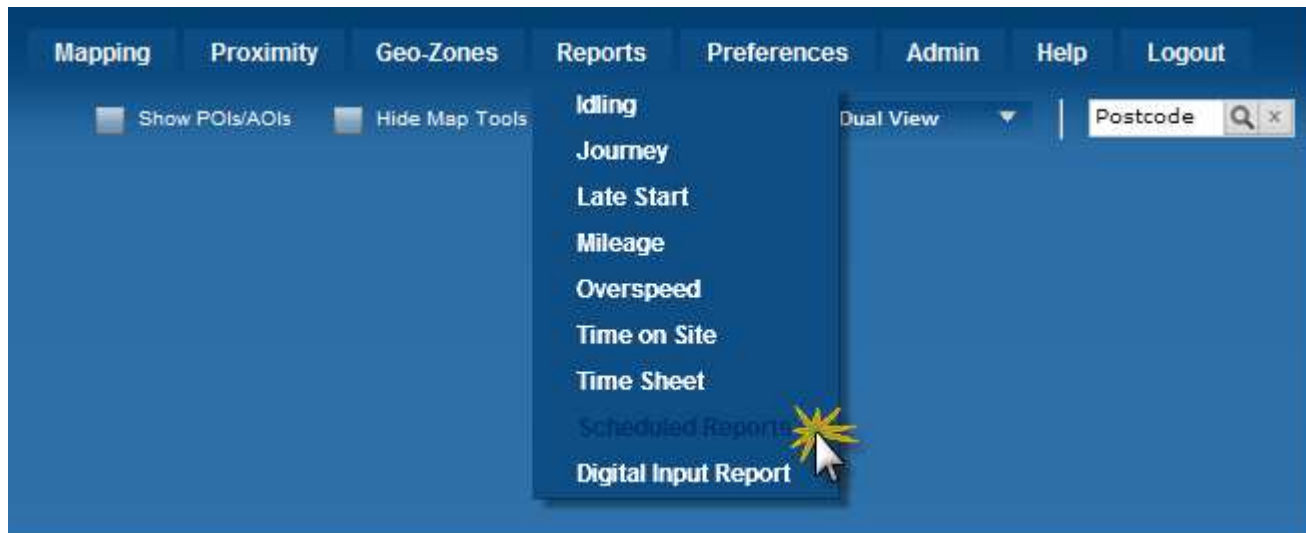 Mapping Proximity Geo-Zones Reports Preferences Admin Help Logout
Show POIs/AOIs Hide Map Tools Dual View Postcode
Idling
Journey
Late Start
Mileage
Overspeed
Time on Site
Time Sheet
Scheduled Reports
Digital Input Report